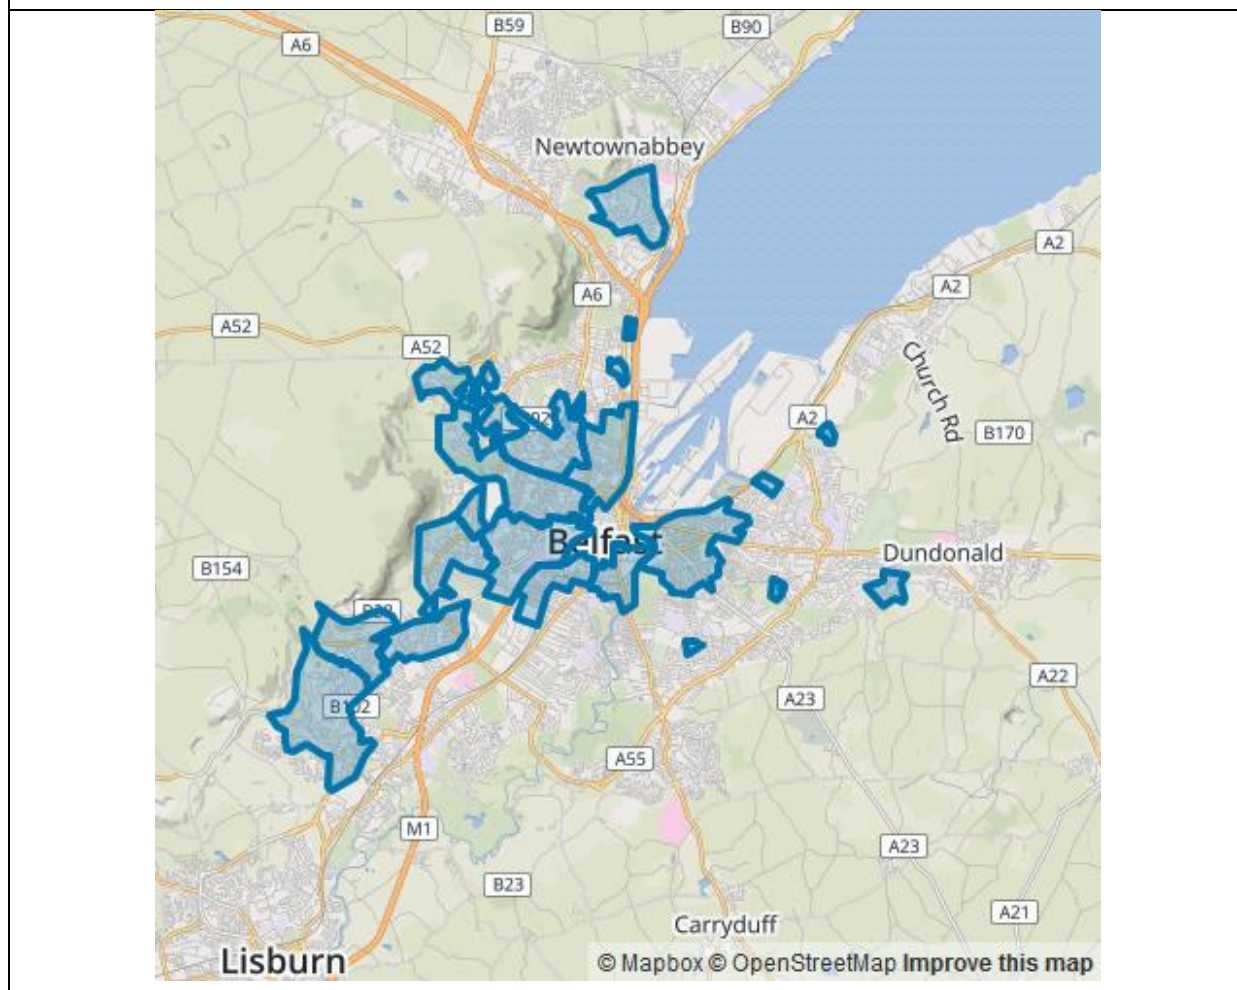 B59
B90
A6
Newtownabbey
A2
A2
A6
A52
A52
Church Rd
A2
B170
Belfast
Dundonald
B154
A22
A23
A55
M1
A23
B23
A21
Carryduff
Lisburn
© Mapbox © OpenStreetMap Improve this map